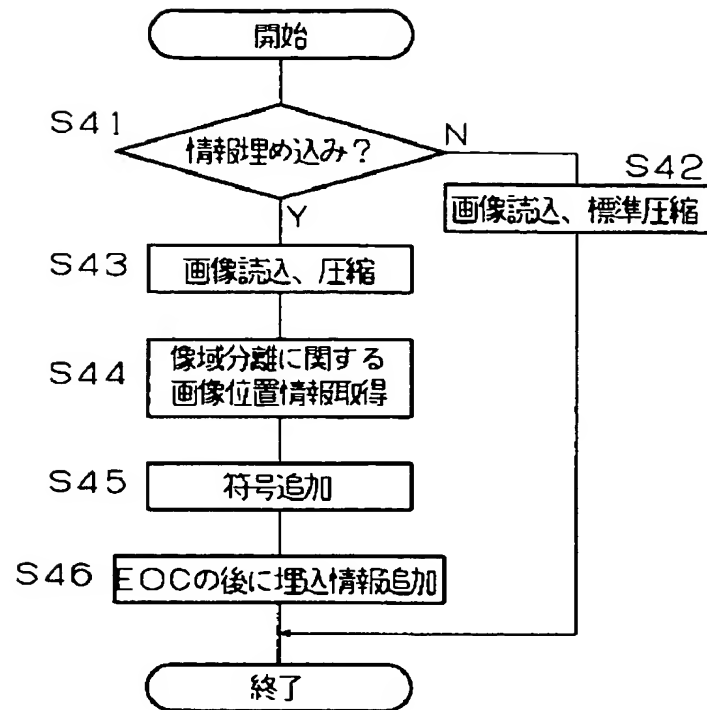 開始
S41
情報埋め込み？
N
Y
S42
画像読込、標準圧縮
S43
画像読込、圧縮
S44
像域分離に関する
画像位置情報取得
S45
符号追加
S46
EOCの後に埋込情報追加
終了